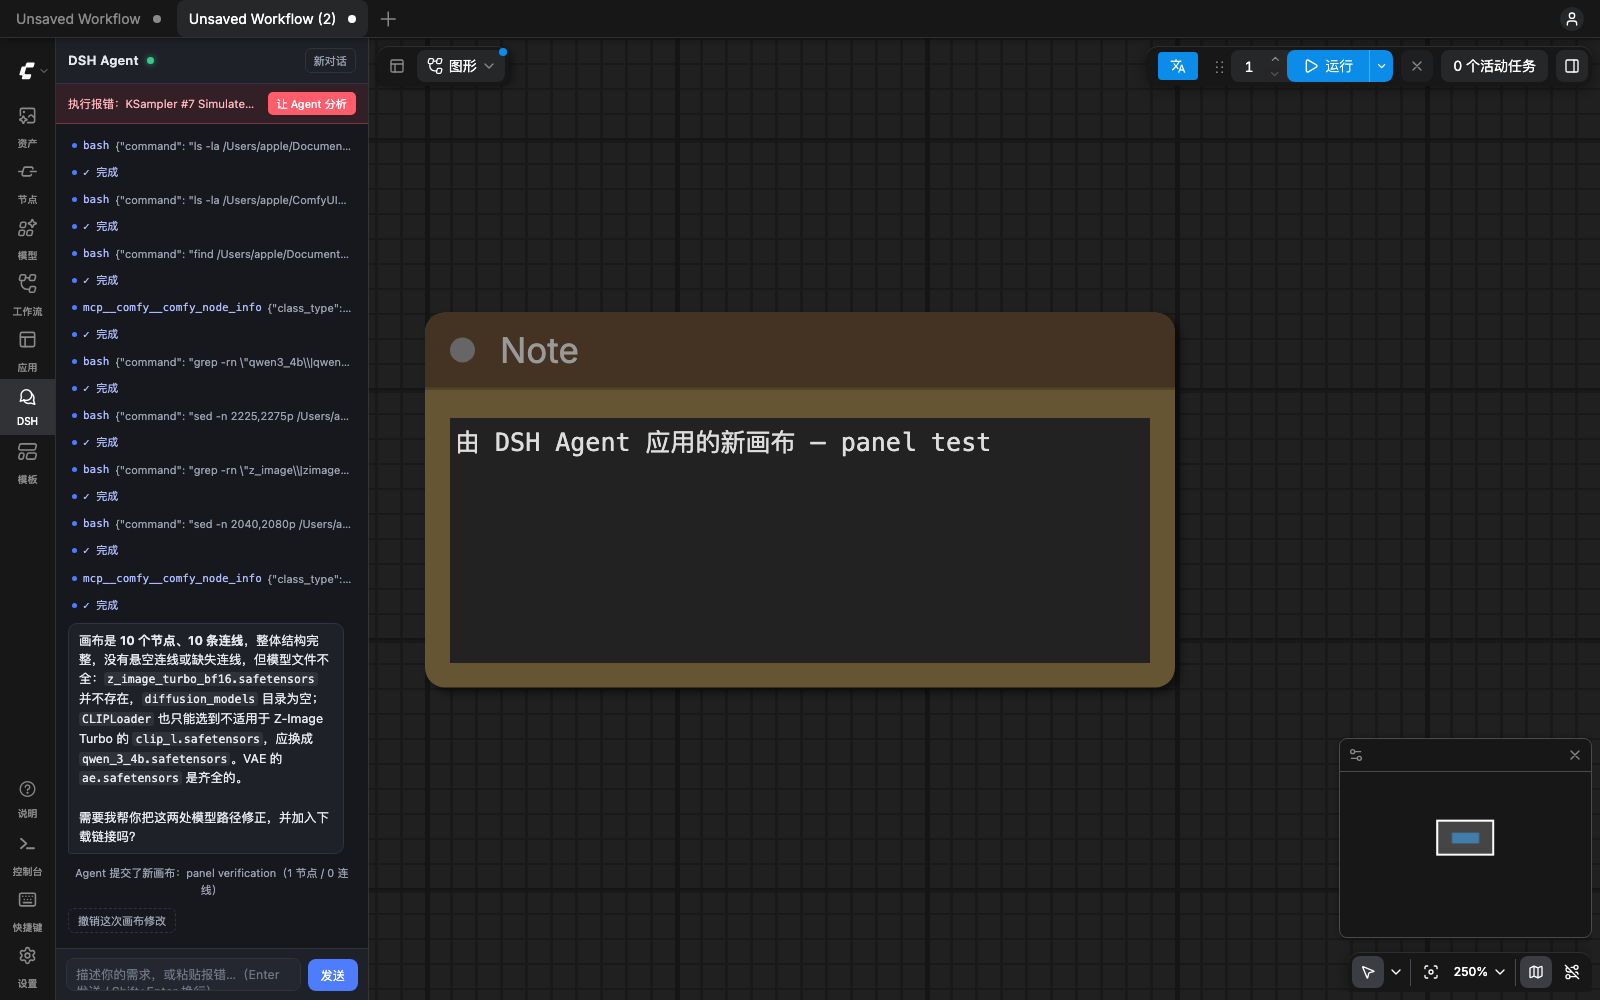 Unsaved Workflow
Unsaved Workflow (2)
DSH Agent
新对话
图形
1
运行
0 个活动任务
执行报错：KSampler #7 Simulate...
让 Agent 分析
资产
节点
模型
工作流
应用
DSH
模板
说明
控制台
快捷键
设置
bash {"command": "ls -la /Users/apple/Documen...
✓ 完成
bash {"command": "ls -la /Users/apple/ComfyUI...
✓ 完成
bash {"command": "find /Users/apple/Document...
✓ 完成
mcp__comfy__comfy_node_info {"class_type":...
✓ 完成
bash {"command": "grep -rn \"qwen3_4b\\|qwen...
✓ 完成
bash {"command": "sed -n 2225,2275p /Users/a...
✓ 完成
bash {"command": "grep -rn \"z_image\\|zimage...
✓ 完成
bash {"command": "sed -n 2040,2080p /Users/a...
✓ 完成
mcp__comfy__comfy_node_info {"class_type":...
✓ 完成
画布是 10 个节点、10 条连线，整体结构完
整，没有悬空连线或缺失连线，但模型文件不
全：z_image_turbo_bf16.safetensors
并不存在，diffusion_models 目录为空；
CLIPLoader 也只能选到不适用于 Z-Image
Turbo 的 clip_l.safetensors，应换成
qwen_3_4b.safetensors。VAE 的
ae.safetensors 是齐全的。
需要我帮你把这两处模型路径修正，并加入下
载链接吗？
Agent 提交了新画布：panel verification（1 节点 / 0 连
线）
撤销这次画布修改
描述你的需求，或粘贴报错...（Enter
发送 / Shift+Enter 换行）
发送
Note
由 DSH Agent 应用的新画布 — panel test
250%